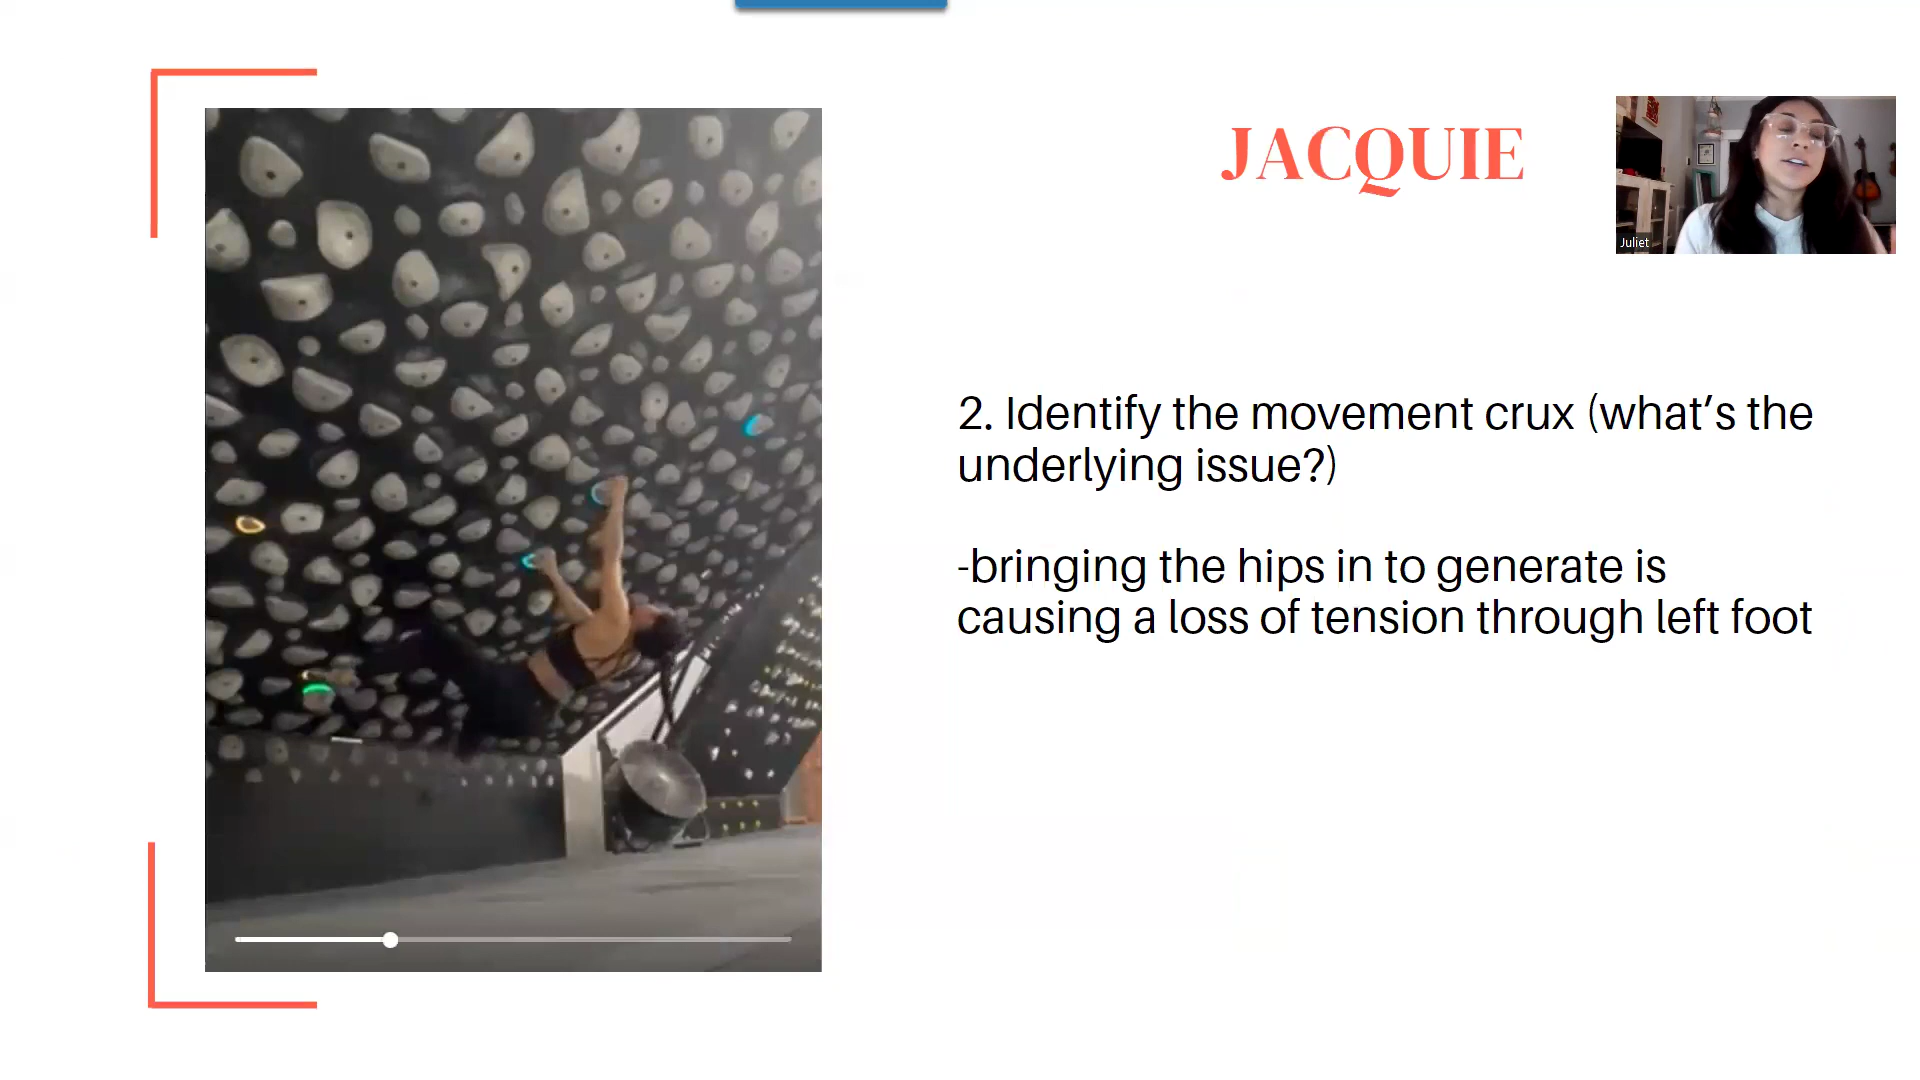 JACQUIE
Juliet
2. Identify the movement crux (what’s the
underlying issue?)
-bringing the hips in to generate is
causing a loss of tension through left foot